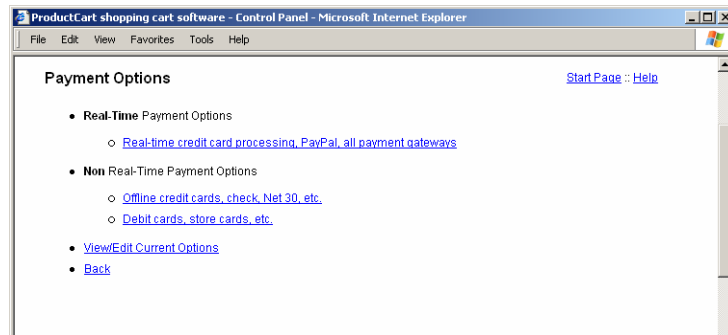 ProductCart shopping cart software - Control Panel - Microsoft Internet Explorer
File Edit View Favorites Tools Help
Payment Options
Start Page :: Help
Real-Time Payment Options
Real-time credit card processing, PayPal, all payment gateways
Non Real-Time Payment Options
Offline credit cards, check, Net 30, etc.
Debit cards, store cards, etc.
View/Edit Current Options
Back